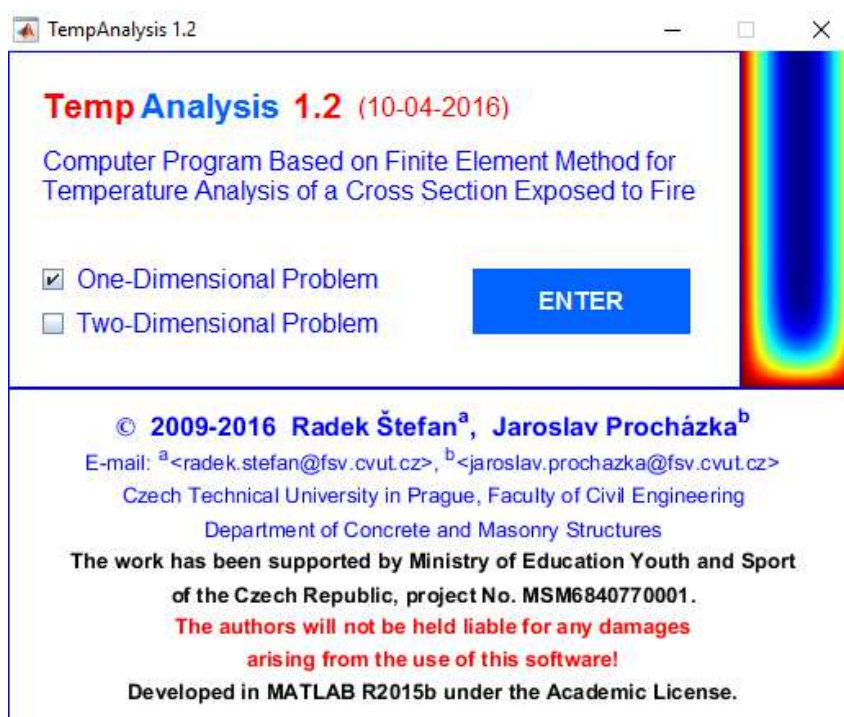 TempAnalysis 1.2
Temp Analysis 1.2 (10-04-2016)
Computer Program Based on Finite Element Method for
Temperature Analysis of a Cross Section Exposed to Fire
One-Dimensional Problem
Two-Dimensional Problem
ENTER
© 2009-2016 Radek Štefanᵃ, Jaroslav Procházkaᵇ
E-mail: ᵃ<radek.stefan@fsv.cvut.cz>, ᵇ<jaroslav.prochazka@fsv.cvut.cz>
Czech Technical University in Prague, Faculty of Civil Engineering
Department of Concrete and Masonry Structures
The work has been supported by Ministry of Education Youth and Sport
of the Czech Republic, project No. MSM6840770001.
The authors will not be held liable for any damages
arising from the use of this software!
Developed in MATLAB R2015b under the Academic License.